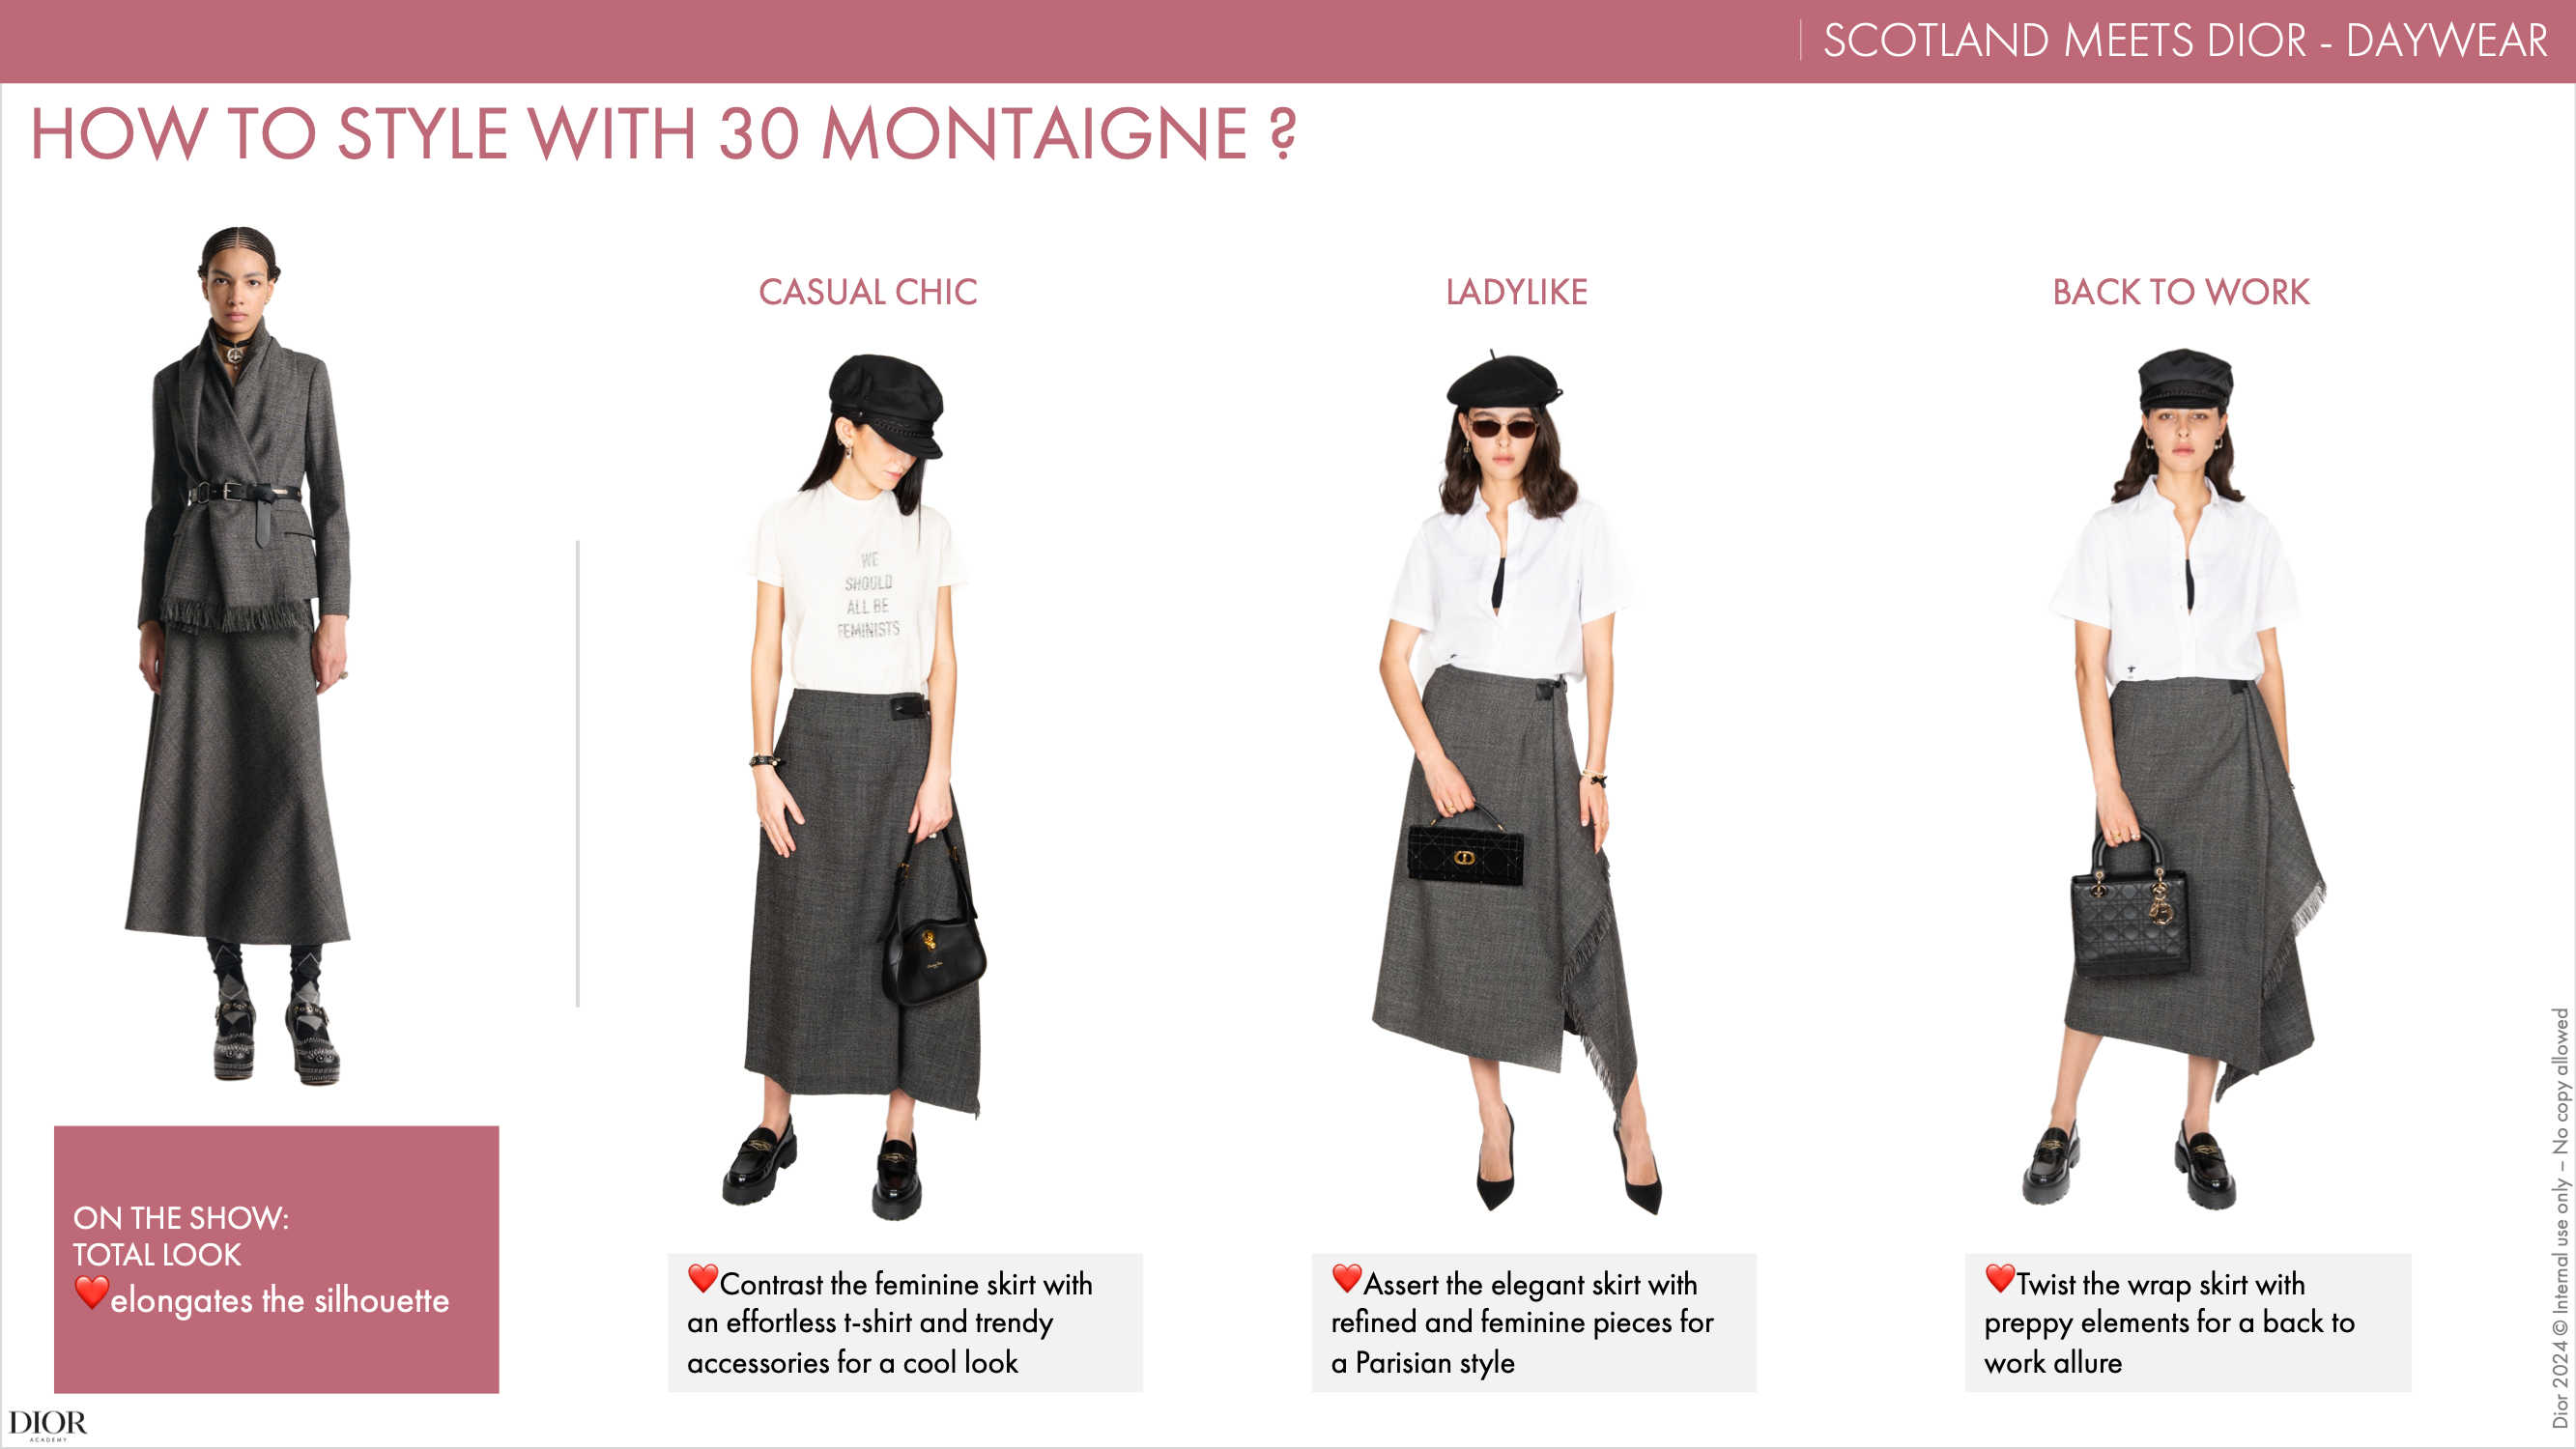 SCOTLAND MEETS DIOR - DAYWEAR
HOW TO STYLE WITH 30 MONTAIGNE ?
ON THE SHOW:
TOTAL LOOK
❤️elongates the silhouette
CASUAL CHIC
WE
SHOULD
ALL BE
FEMINISTS
❤️Contrast the feminine skirt with
an effortless t-shirt and trendy
accessories for a cool look
LADYLIKE
❤️Assert the elegant skirt with
refined and feminine pieces for
a Parisian style
BACK TO WORK
❤️Twist the wrap skirt with
preppy elements for a back to
work allure
DIOR
ACADEMY
Dior 2024 © Internal use only – No copy allowed